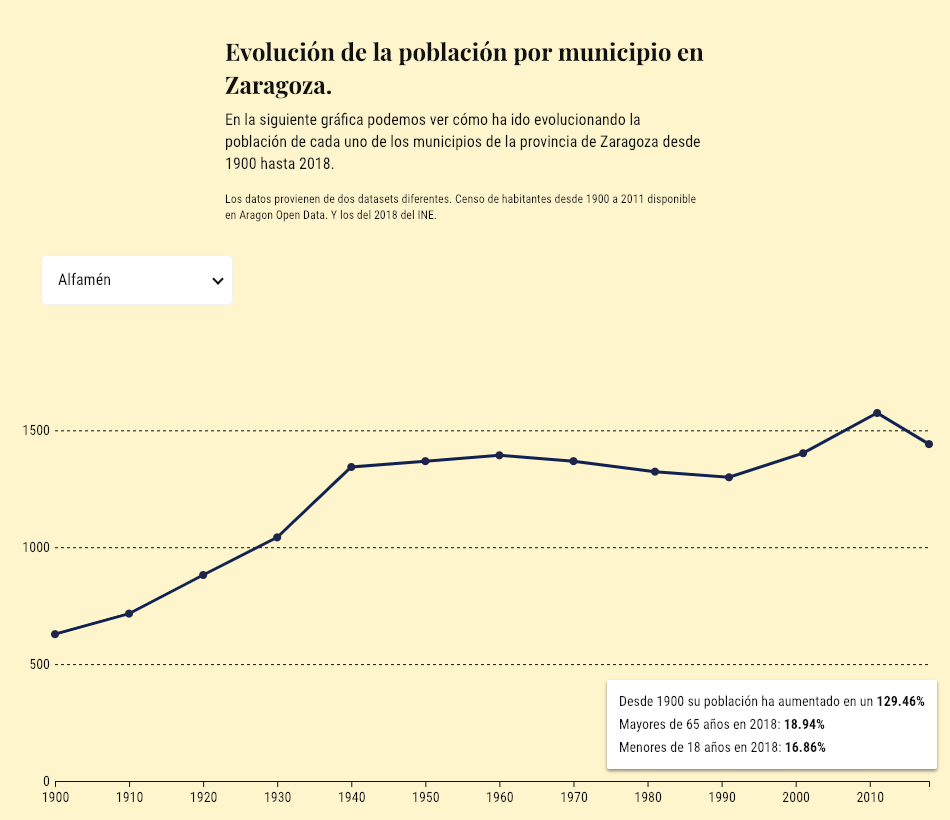 Evolución de la población por municipio en
Zaragoza.
En la siguiente gráfica podemos ver cómo ha ido evolucionando la
población de cada uno de los municipios de la provincia de Zaragoza desde
1900 hasta 2018.
Los datos provienen de dos datasets diferentes. Censo de habitantes desde 1900 a 2011 disponible
en Aragon Open Data. Y los del 2018 del INE.
Alfamén
1500
1000
500
Desde 1900 su población ha aumentado en un 129.46%
Mayores de 65 años en 2018: 18.94%
Menores de 18 años en 2018: 16.86%
0
1900 1910 1920 1930 1940 1950 1960 1970 1980 1990 2000 2010